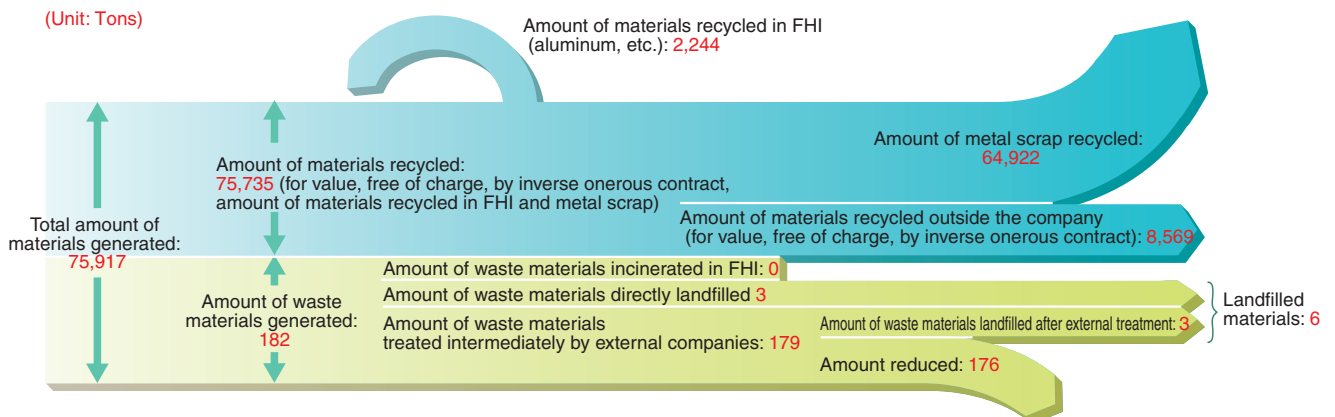 (Unit: Tons)
Amount of materials recycled in FHI
(aluminum, etc.): 2,244
Amount of metal scrap recycled:
64,922
Amount of materials recycled:
75,735 (for value, free of charge, by inverse onerous contract,
amount of materials recycled in FHI and metal scrap)
Total amount of
materials generated:
75,917
Amount of materials recycled outside the company
(for value, free of charge, by inverse onerous contract): 8,569
Amount of waste materials incinerated in FHI: 0
Amount of waste materials directly landfilled 3
Amount of waste
materials generated:
182
Amount of waste materials
treated intermediately by external companies: 179
Amount of waste materials landfilled after external treatment: 3
Landfilled
materials: 6
Amount reduced: 176